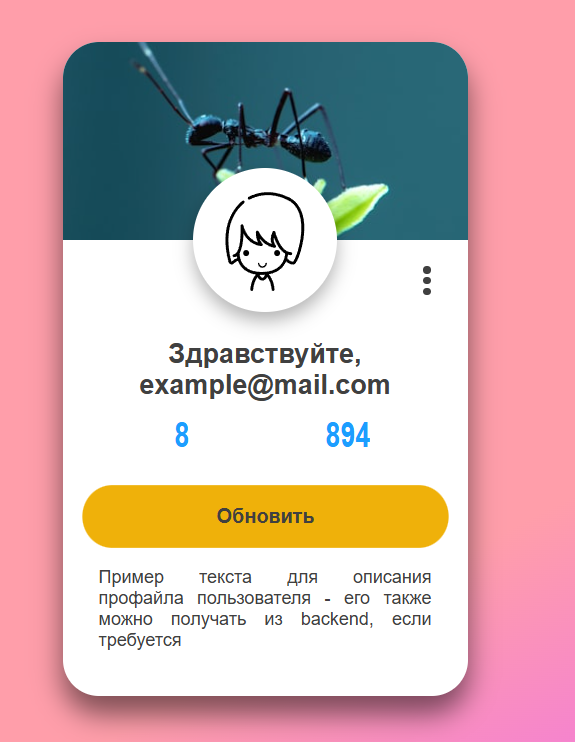 Здравствуйте,
example@mail.com
8 894
Обновить
Пример текста для описания
профайла пользователя - его также
можно получать из backend, если
требуется